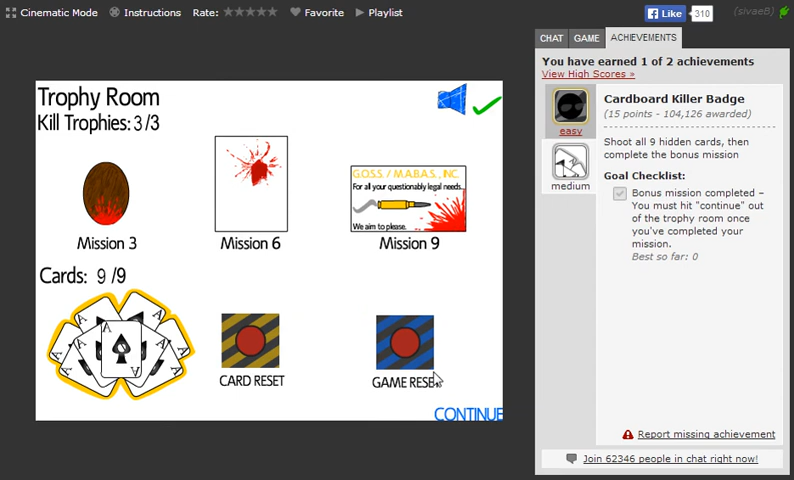 Cinematic Mode
Instructions
Rate:
Favorite
Playlist
Like
310
(sivaeB)
CHAT
GAME
ACHIEVEMENTS
You have earned 1 of 2 achievements
View High Scores »
easy
medium
Cardboard Killer Badge
(15 points - 104,126 awarded)
Shoot all 9 hidden cards, then
complete the bonus mission
Goal Checklist:
Bonus mission completed –
You must hit "continue" out
of the trophy room once
you've completed your
mission.
Best so far: 0
Report missing achievement
Join 62346 people in chat right now!
Trophy Room
Kill Trophies: 3/3
G.O.S.S. / M.A.B.A.S., INC.
For all your questionably legal needs...
We aim to please.
Mission 3
Mission 6
Mission 9
Cards: 9 /9
A
A
A
A
A
A
A
CARD RESET
GAME RESE
CONTINUE